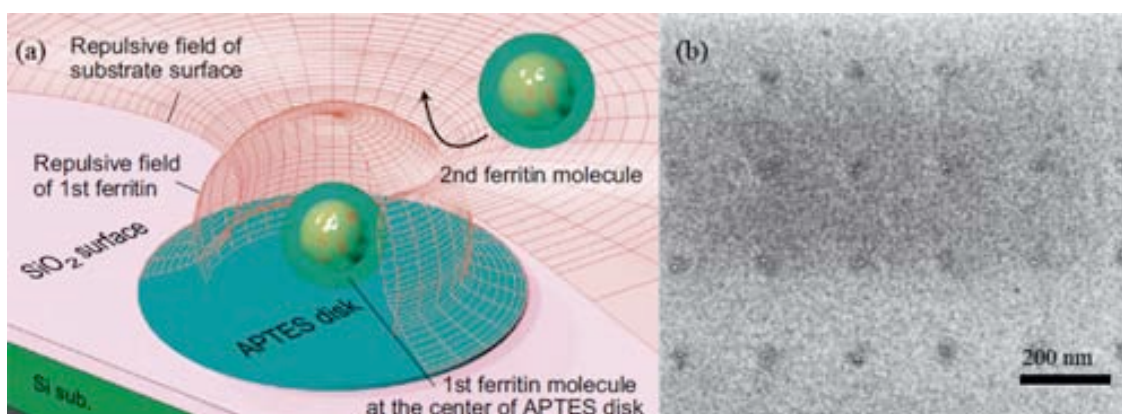 (a)
Repulsive field of
substrate surface
Repulsive field
of 1st ferritin
2nd ferritin molecule
SiO₂ surface
APTES disk
Si sub.
1st ferritin molecule
at the center of APTES disk
(b)
200 nm